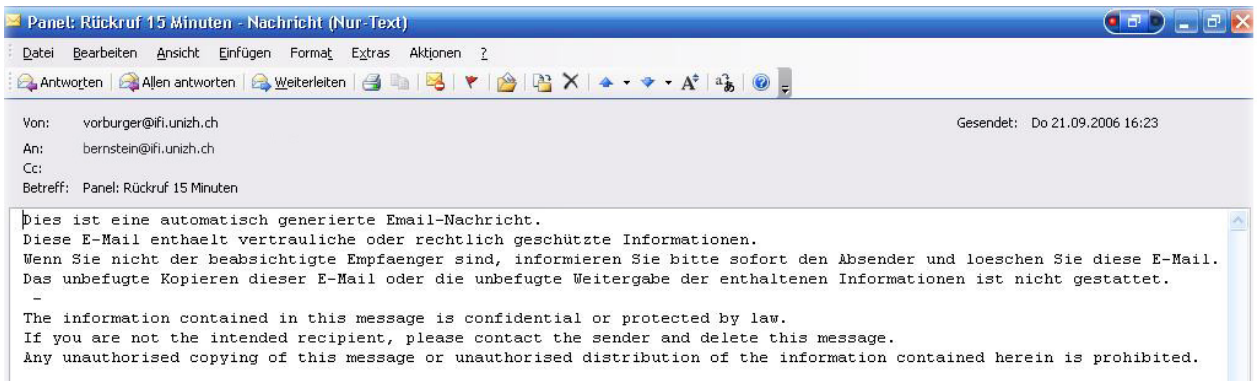 Panel: Rückruf 15 Minuten - Nachricht (Nur-Text)
Datei Bearbeiten Ansicht Einfügen Format Extras Aktionen ?
Antworten Allen antworten Weiterleiten
Von: vorburger@ifi.unizh.ch Gesendet: Do 21.09.2006 16:23
An: bernstein@ifi.unizh.ch
Cc:
Betreff: Panel: Rückruf 15 Minuten
Dies ist eine automatisch generierte Email-Nachricht.
Diese E-Mail enthaelt vertrauliche oder rechtlich geschützte Informationen.
Wenn Sie nicht der beabsichtigte Empfaenger sind, informieren Sie bitte sofort den Absender und loeschen Sie diese E-Mail.
Das unbefugte Kopieren dieser E-Mail oder die unbefugte Weitergabe der enthaltenen Informationen ist nicht gestattet.
-
The information contained in this message is confidential or protected by law.
If you are not the intended recipient, please contact the sender and delete this message.
Any unauthorised copying of this message or unauthorised distribution of the information contained herein is prohibited.